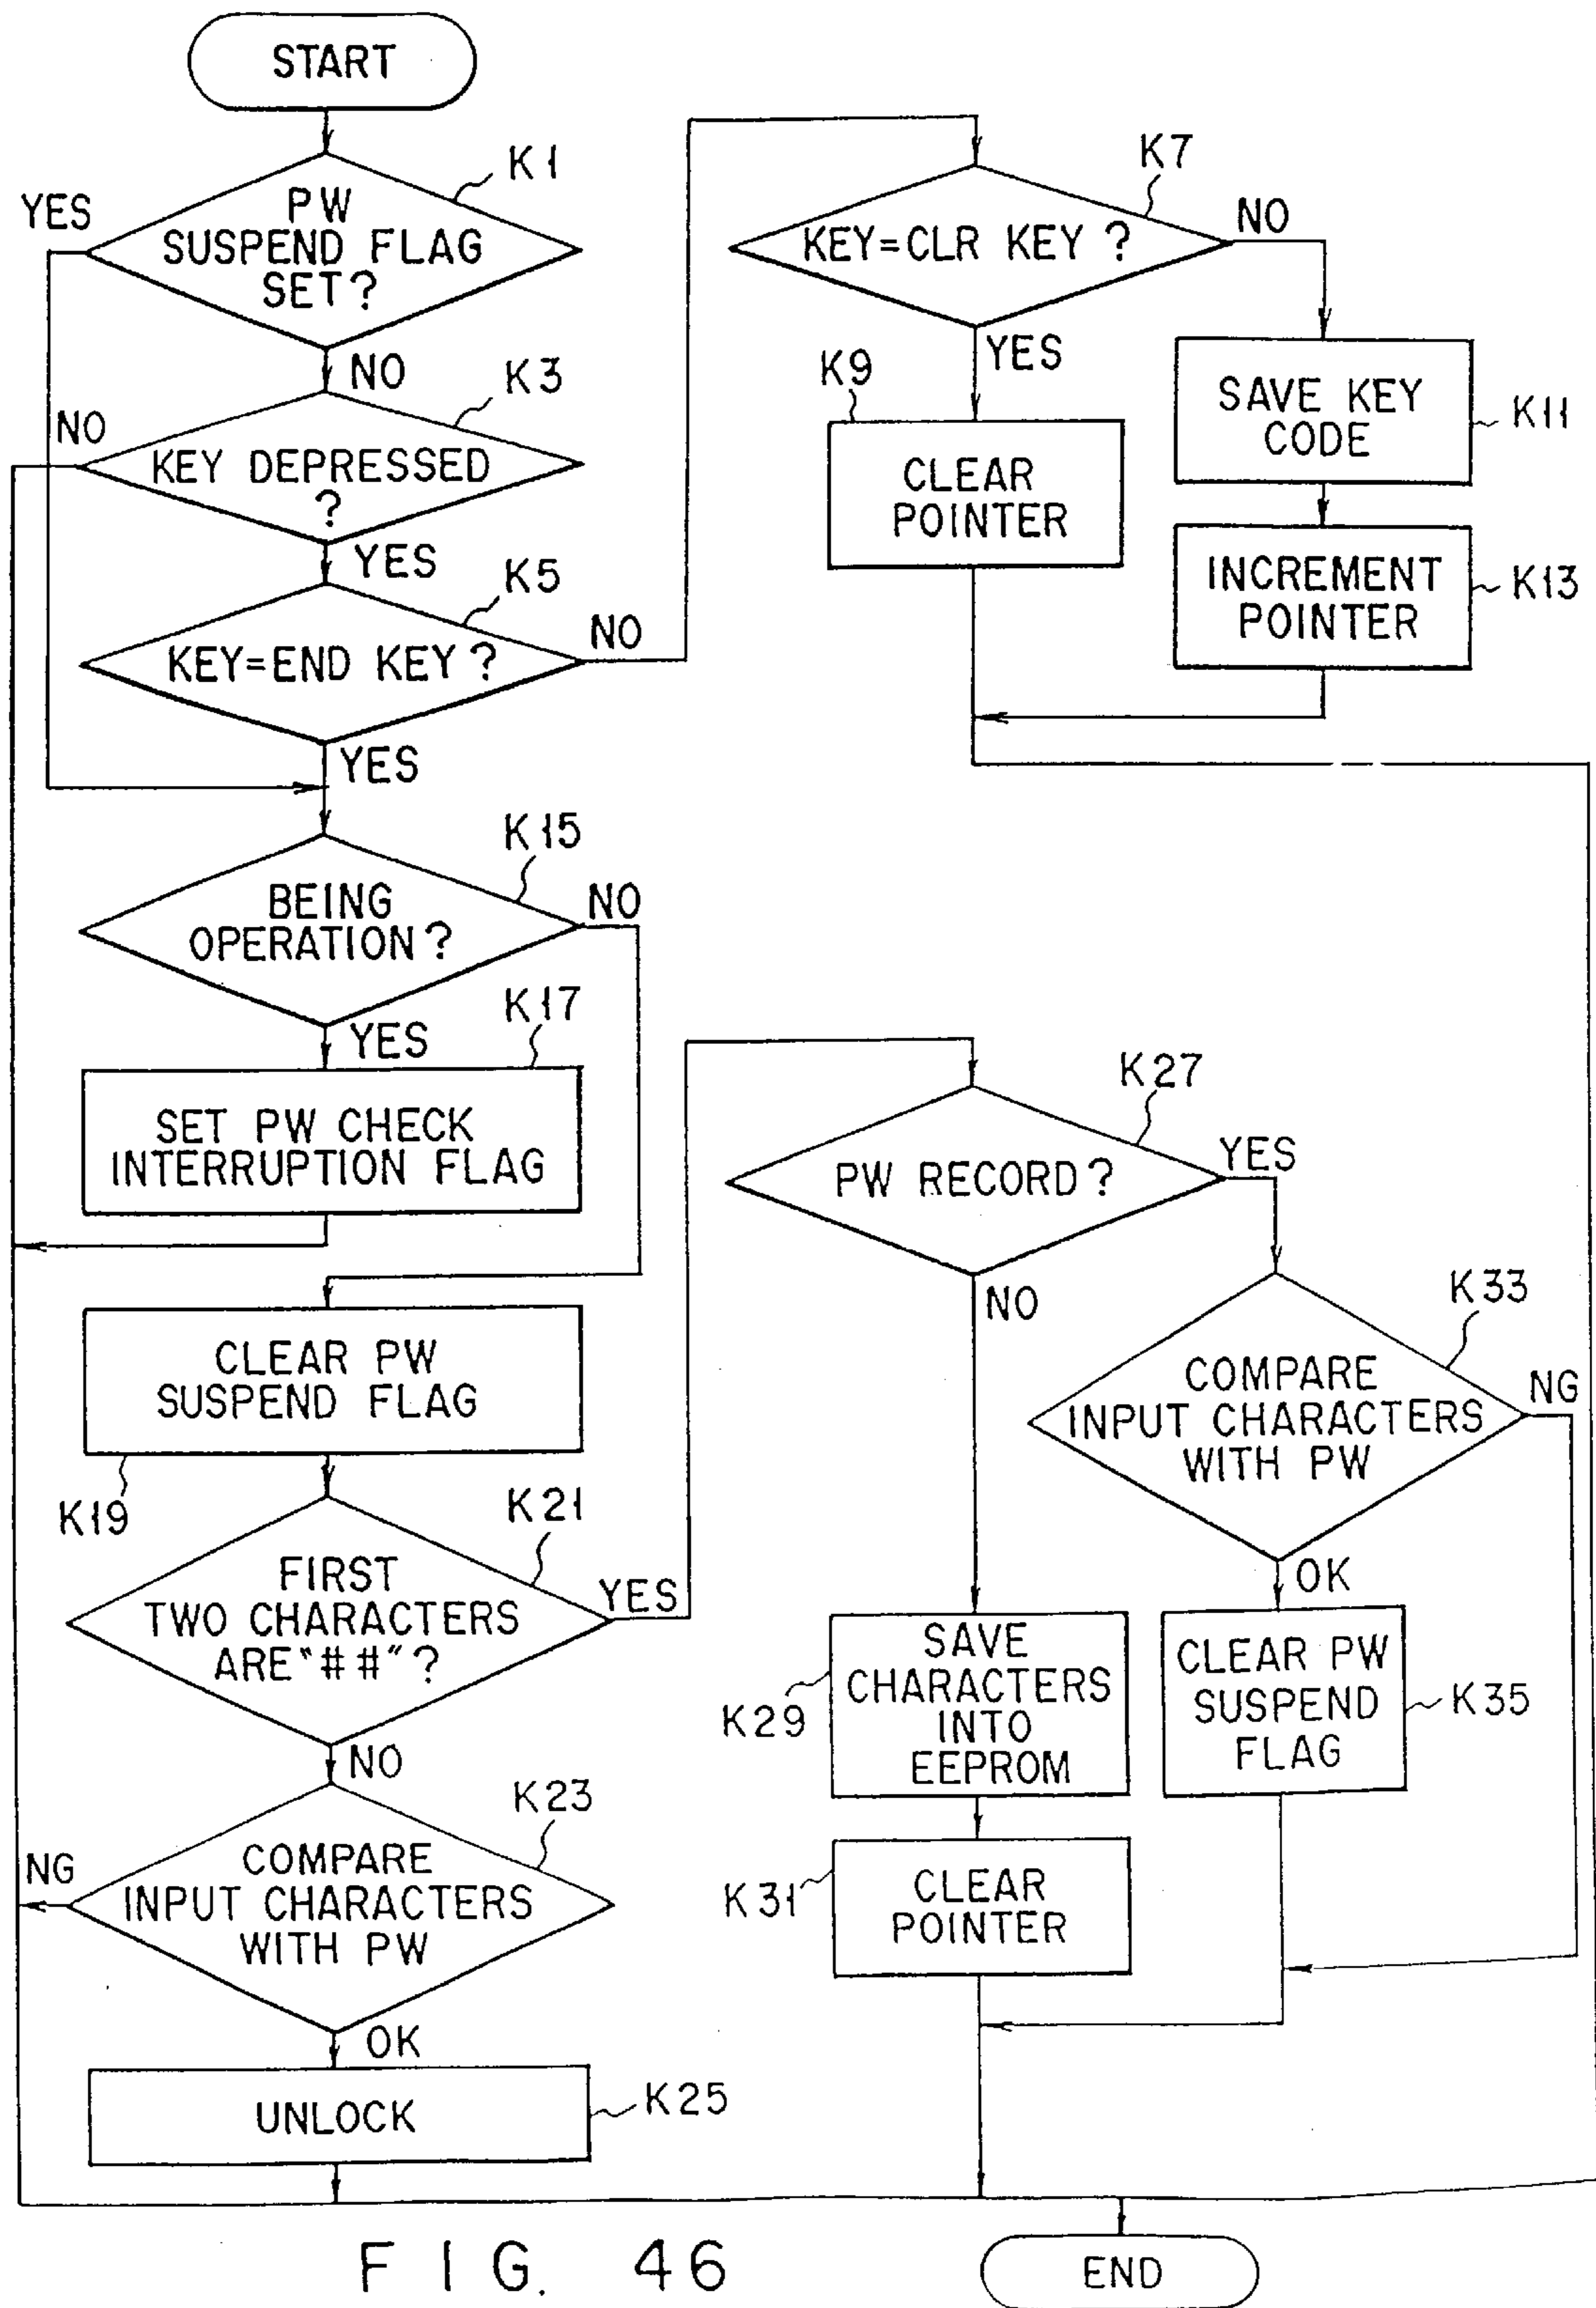 START
K1
PW
SUSPEND FLAG
SET?
YES
NO
K3
KEY DEPRESSED
?
NO
YES
K5
KEY=END KEY?
NO
YES
K7
KEY=CLR KEY?
NO
YES
K9
CLEAR
POINTER
SAVE KEY
CODE
K11
INCREMENT
POINTER
K13
K15
BEING
OPERATION?
NO
YES
K17
SET PW CHECK
INTERRUPTION FLAG
CLEAR PW
SUSPEND FLAG
K19
K21
FIRST
TWO CHARACTERS
ARE"##"?
YES
NO
K23
COMPARE
INPUT CHARACTERS
WITH PW
NG
OK
UNLOCK
K25
K27
PW RECORD?
YES
NO
K33
COMPARE
INPUT CHARACTERS
WITH PW
NG
OK
SAVE
CHARACTERS
INTO
EEPROM
K29
CLEAR PW
SUSPEND
FLAG
K35
CLEAR
POINTER
K31
END
FIG. 46